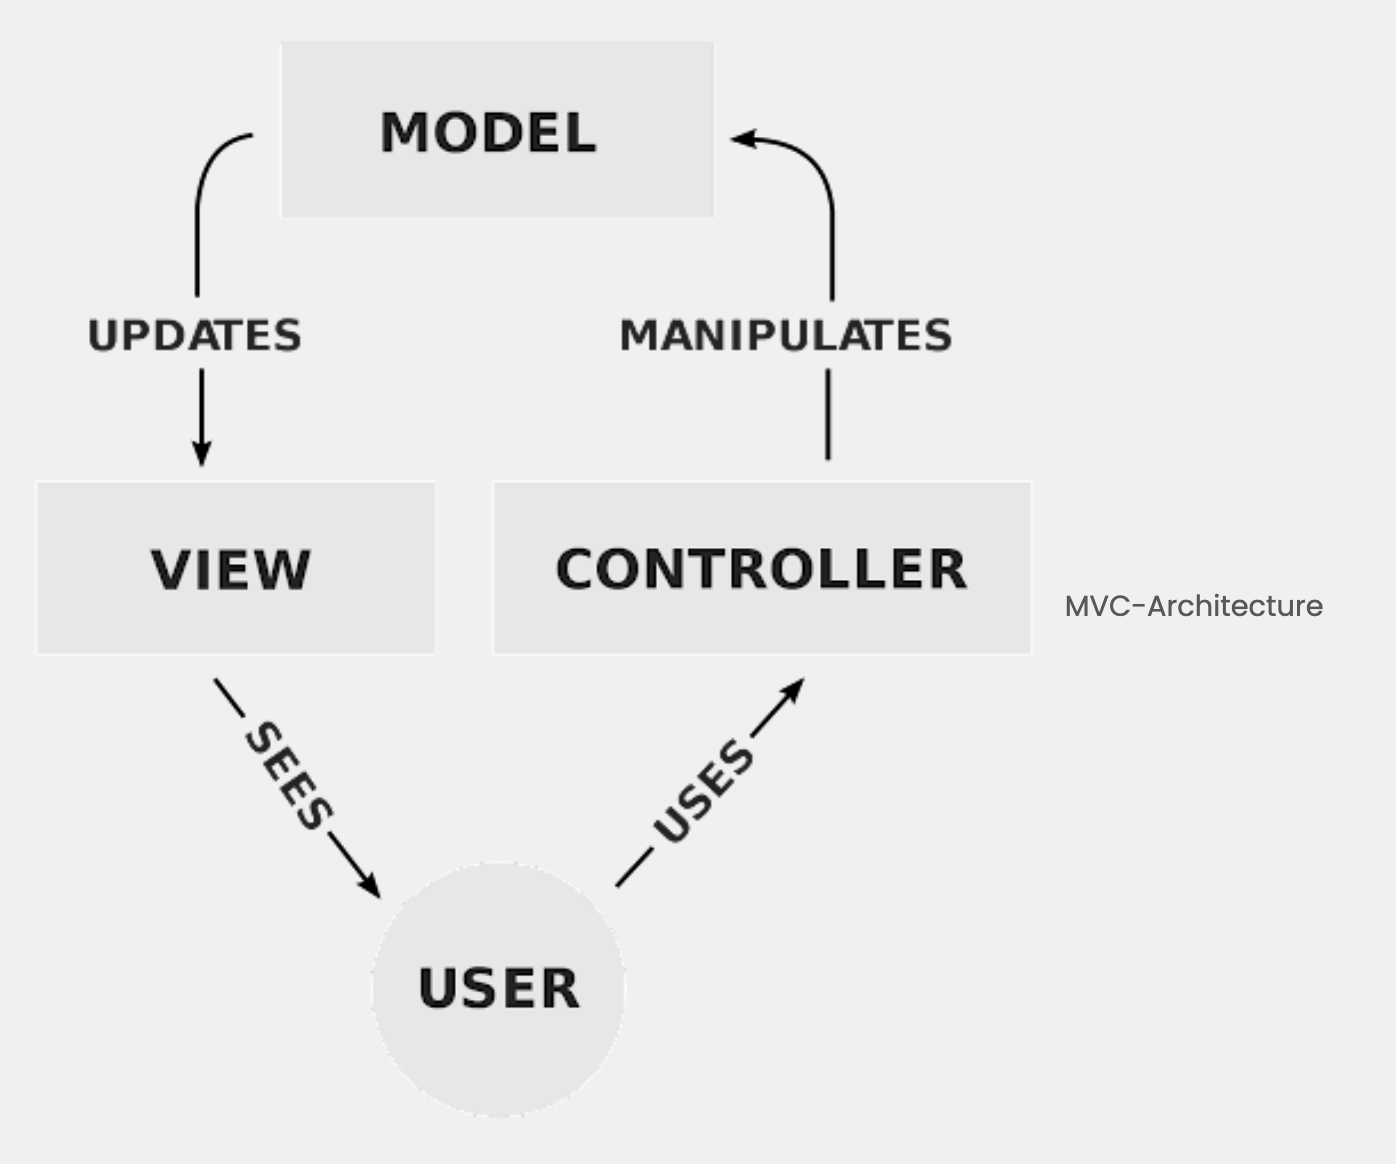 MODEL
UPDATES
MANIPULATES
VIEW
CONTROLLER
MVC-Architecture
SEES
USES
USER